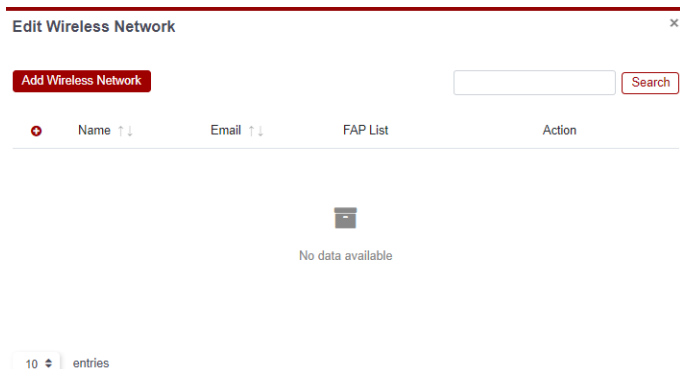 Edit Wireless Network ×
Add Wireless Network Search
Name ↑↓ Email ↑↓ FAP List Action
No data available
10 entries